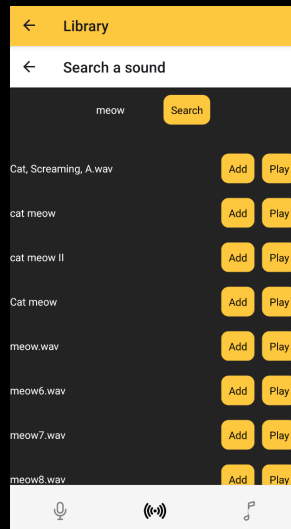 Library
Search a sound
meow Search
Cat, Screaming, A.wav Add Play
cat meow Add Play
cat meow II Add Play
Cat meow Add Play
meow.wav Add Play
meow6.wav Add Play
meow7.wav Add Play
meow8.wav Add Play